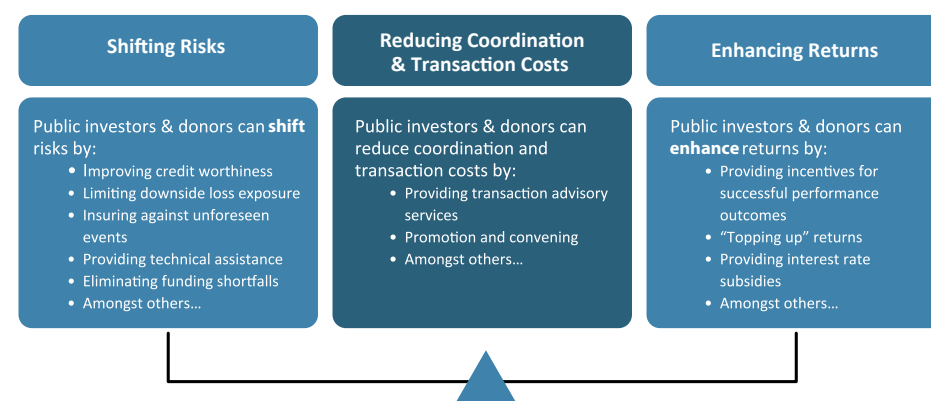 Shifting Risks
Reducing Coordination
& Transaction Costs
Enhancing Returns
Public investors & donors can shift
risks by:
• Improving credit worthiness
• Limiting downside loss exposure
• Insuring against unforeseen
events
• Providing technical assistance
• Eliminating funding shortfalls
• Amongst others…
Public investors & donors can
reduce coordination and
transaction costs by:
• Providing transaction advisory
services
• Promotion and convening
• Amongst others…
Public investors & donors can
enhance returns by:
• Providing incentives for
successful performance
outcomes
• “Topping up” returns
• Providing interest rate
subsidies
• Amongst others…